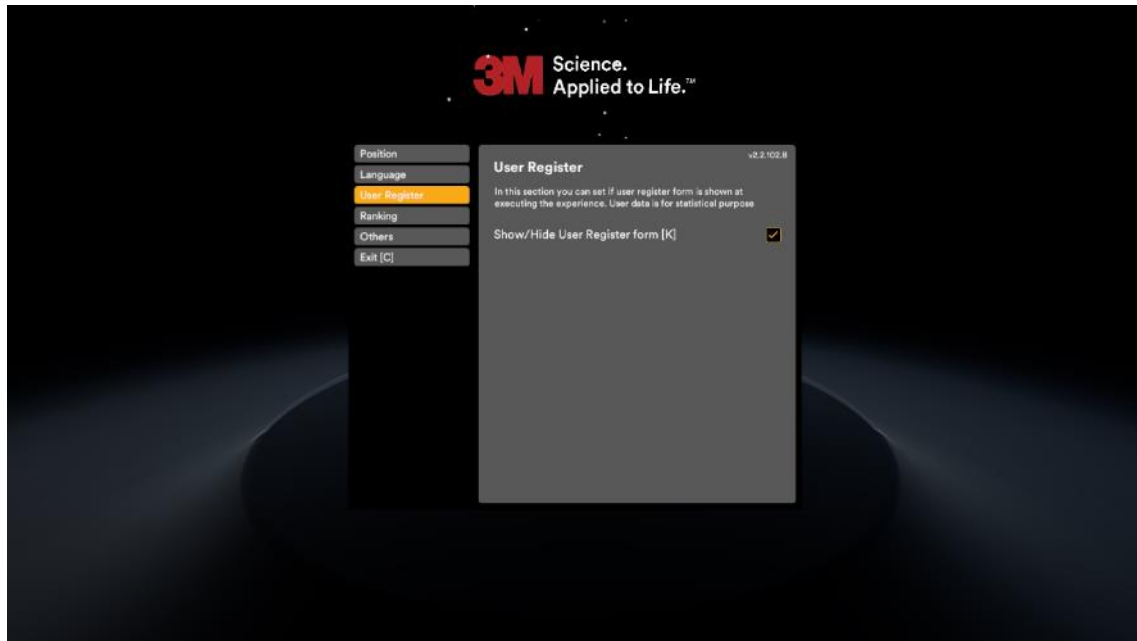 3M Science.
Applied to Life.™
Position
Language
User Register
Ranking
Others
Exit [C]
v2.2.102.8
User Register
In this section you can set if user register form is shown at
executing the experience. User data is for statistical purpose
Show/Hide User Register form [K]